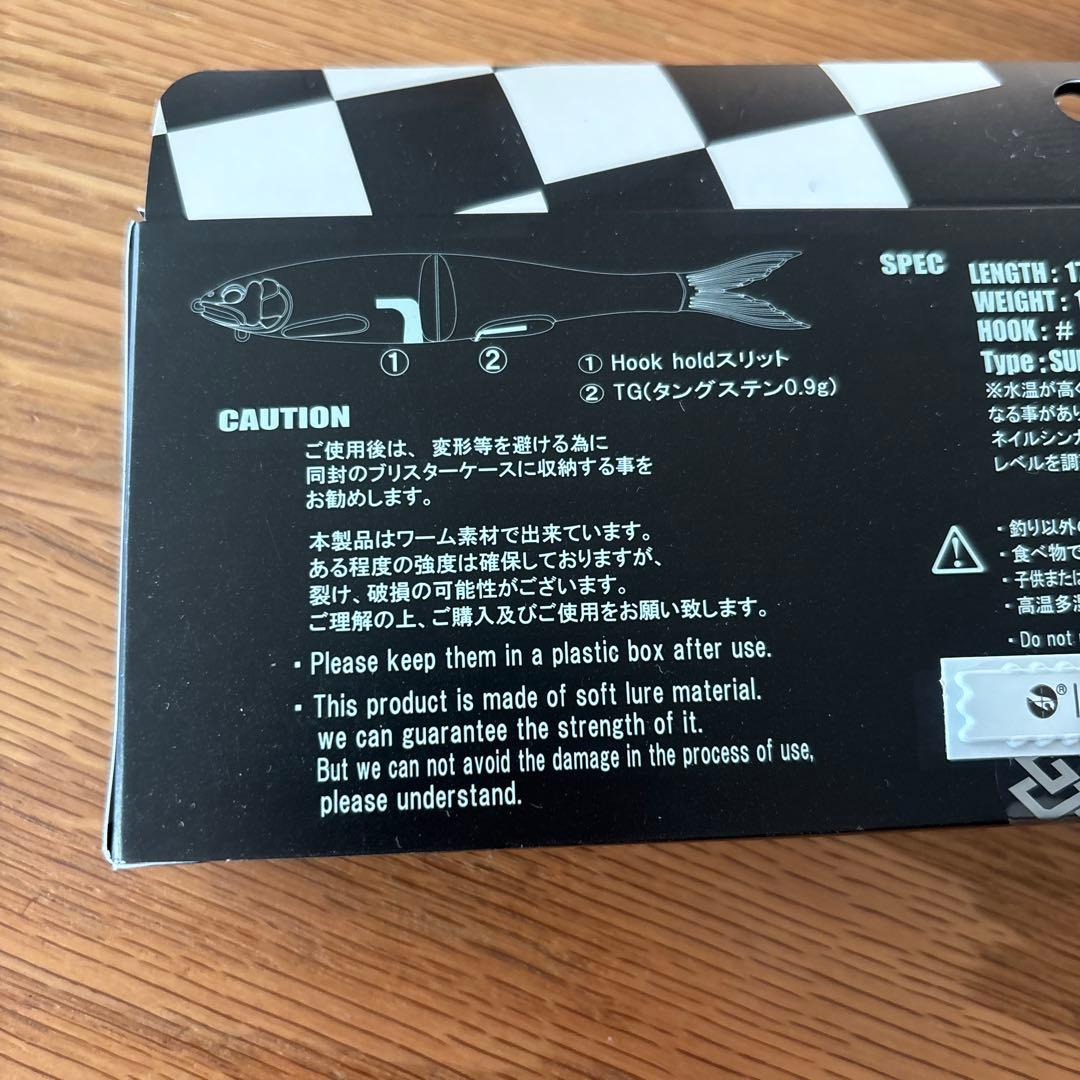 ① ②
① Hook holdスリット
② TG(タングステン0.9g)
CAUTION
ご使用後は、変形等を避ける為に
同封のブリスターケースに収納する事を
お勧めします。
本製品はワーム素材で出来ています。
ある程度の強度は確保しておりますが、
裂け、破損の可能性がございます。
ご理解の上、ご購入及びご使用をお願い致します。
・Please keep them in a plastic box after use.
・This product is made of soft lure material.
we can guarantee the strength of it.
But we can not avoid the damage in the process of use,
please understand.
SPEC
LENGTH : 17
WEIGHT : 1
HOOK : #
Type : SU
※水温が高く
なる事があり
ネイルシンカ
レベルを調
・釣り以外の
・食べ物で
・子供または
・高温多湿
・Do not